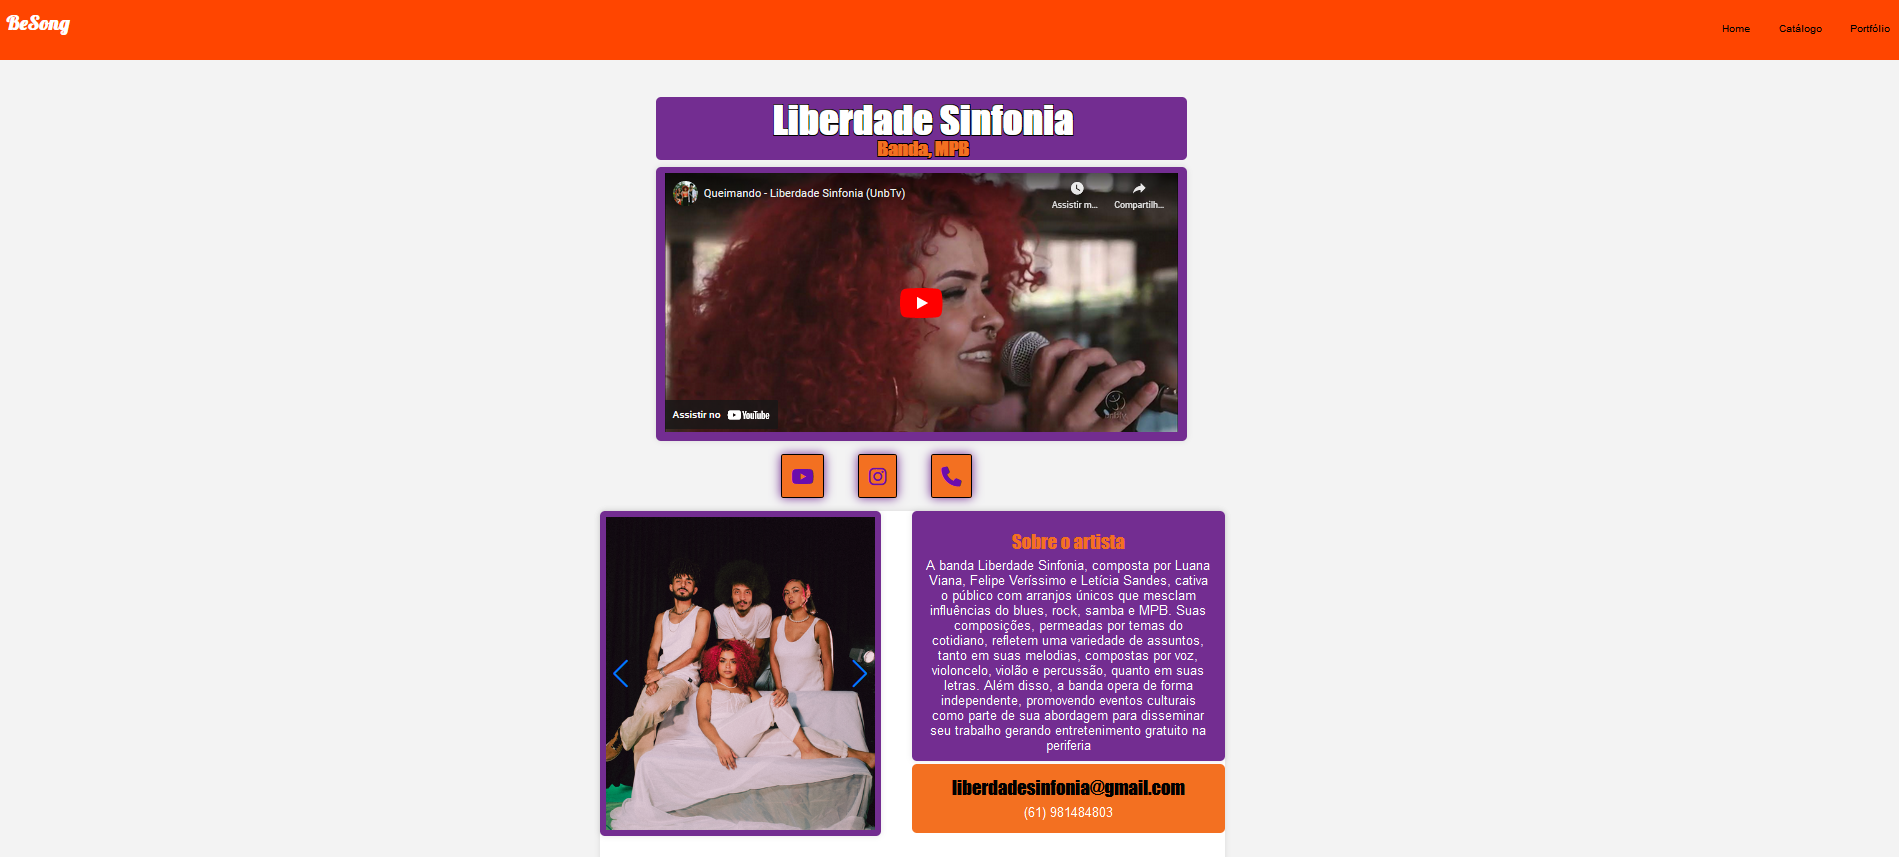 BeSong
Home Catálogo Portfólio
Liberdade Sinfonia
Banda, MPB
Queimando - Liberdade Sinfonia (UnbTv)
Assistir m... Compartilh...
Assistir no YouTube
Sobre o artista
A banda Liberdade Sinfonia, composta por Luana
Viana, Felipe Veríssimo e Letícia Sandes, cativa
o público com arranjos únicos que mesclam
influências do blues, rock, samba e MPB. Suas
composições, permeadas por temas do
cotidiano, refletem uma variedade de assuntos,
tanto em suas melodias, compostas por voz,
violoncelo, violão e percussão, quanto em suas
letras. Além disso, a banda opera de forma
independente, promovendo eventos culturais
como parte de sua abordagem para disseminar
seu trabalho gerando entretenimento gratuito na
periferia
liberdadesinfonia@gmail.com
(61) 981484803